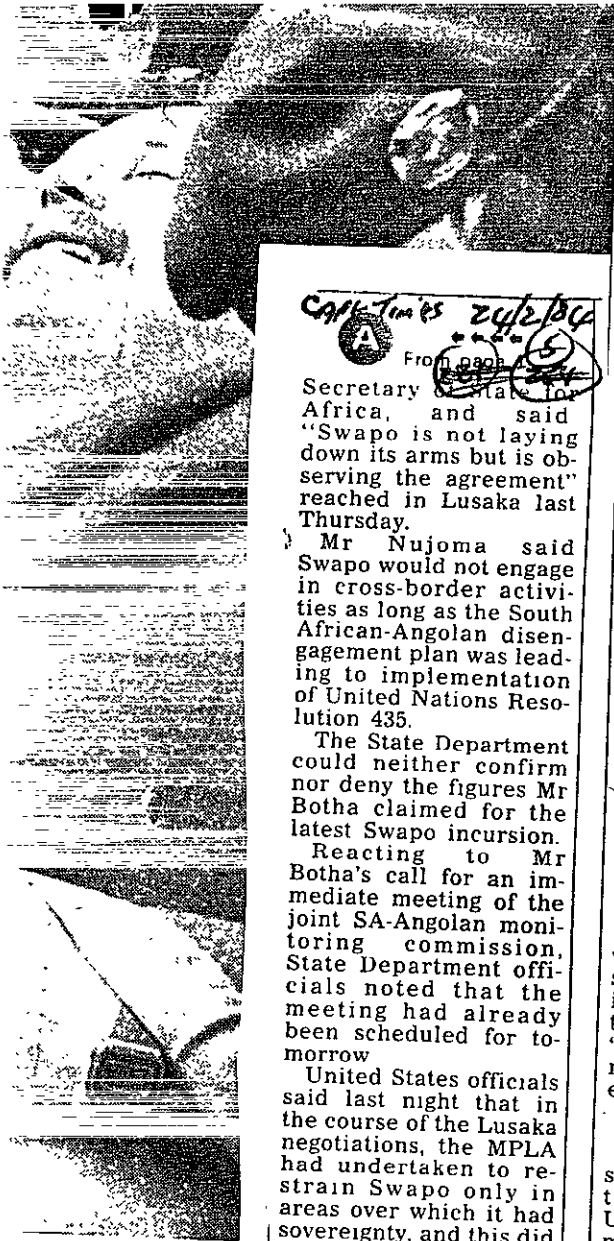 CAPE TIMES 24/2/84
A
5
From page
Secretary of State for
Africa, and said
“Swapo is not laying
down its arms but is ob-
serving the agreement”
reached in Lusaka last
Thursday.
Mr Nujoma said
Swapo would not engage
in cross-border activi-
ties as long as the South
African-Angolan disen-
gagement plan was lead-
ing to implementation
of United Nations Reso-
lution 435.
The State Department
could neither confirm
nor deny the figures Mr
Botha claimed for the
latest Swapo incursion.
Reacting to Mr
Botha's call for an im-
mediate meeting of the
joint SA-Angolan moni-
toring commission,
State Department offi-
cials noted that the
meeting had already
been scheduled for to-
morrow
United States officials
said last night that in
the course of the Lusaka
negotiations, the MPLA
had undertaken to re-
strain Swapo only in
areas over which it had
sovereignty, and this did